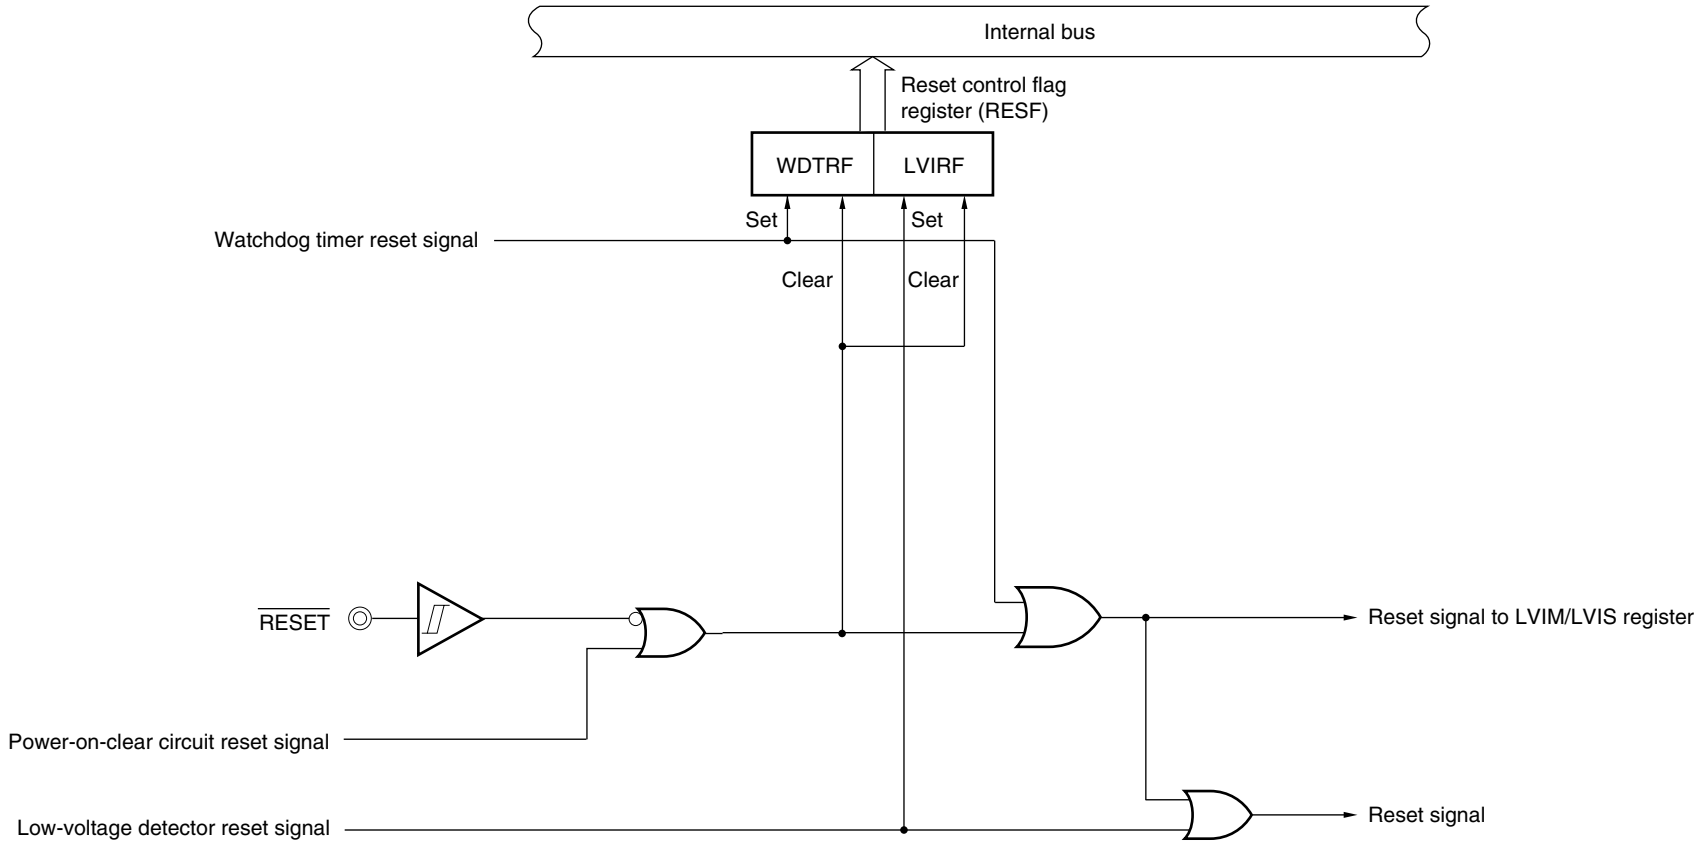 Internal bus
Reset control flag
register (RESF)
WDTRF
LVIRF
Set
Set
Watchdog timer reset signal
Clear
Clear
RESET
Reset signal to LVIM/LVIS register
Power-on-clear circuit reset signal
Low-voltage detector reset signal
Reset signal